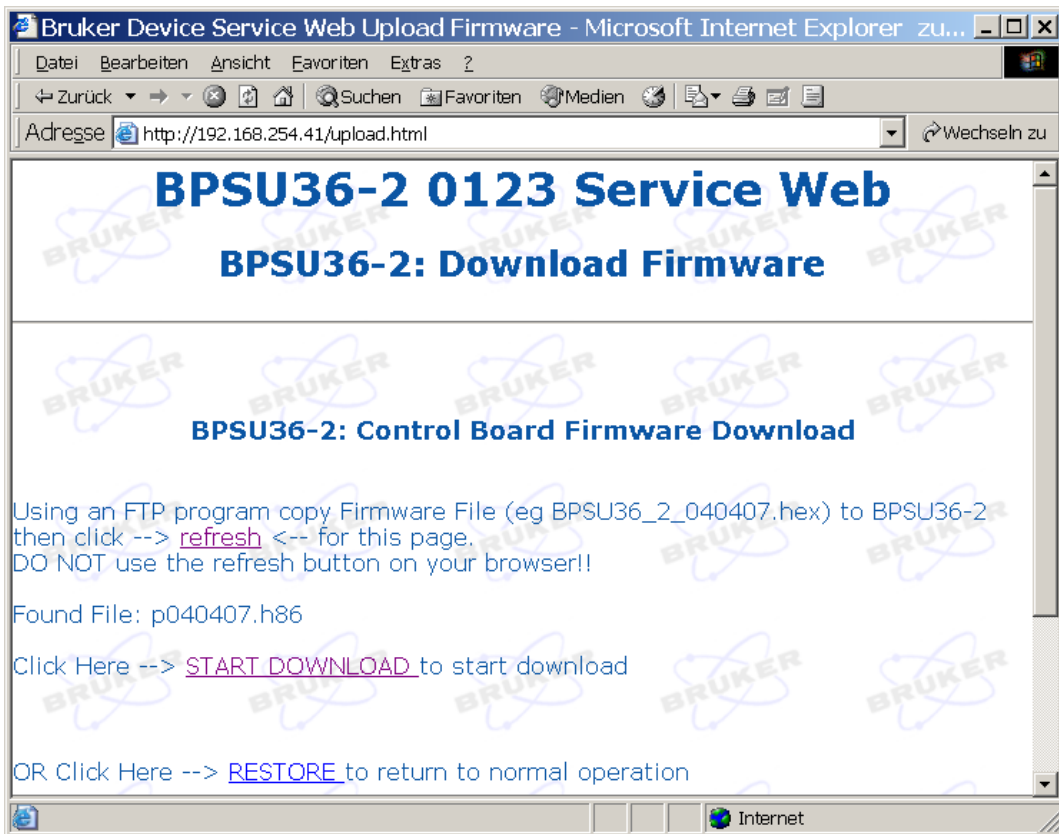 Bruker Device Service Web Upload Firmware - Microsoft Internet Explorer zu...
Datei Bearbeiten Ansicht Favoriten Extras ?
Zurück Suchen Favoriten Medien
Adresse http://192.168.254.41/upload.html Wechseln zu
BPSU36-2 0123 Service Web
BPSU36-2: Download Firmware
BPSU36-2: Control Board Firmware Download
Using an FTP program copy Firmware File (eg BPSU36_2_040407.hex) to BPSU36-2
then click --> refresh <-- for this page.
DO NOT use the refresh button on your browser!!
Found File: p040407.h86
Click Here --> START DOWNLOAD to start download
OR Click Here --> RESTORE to return to normal operation
Internet